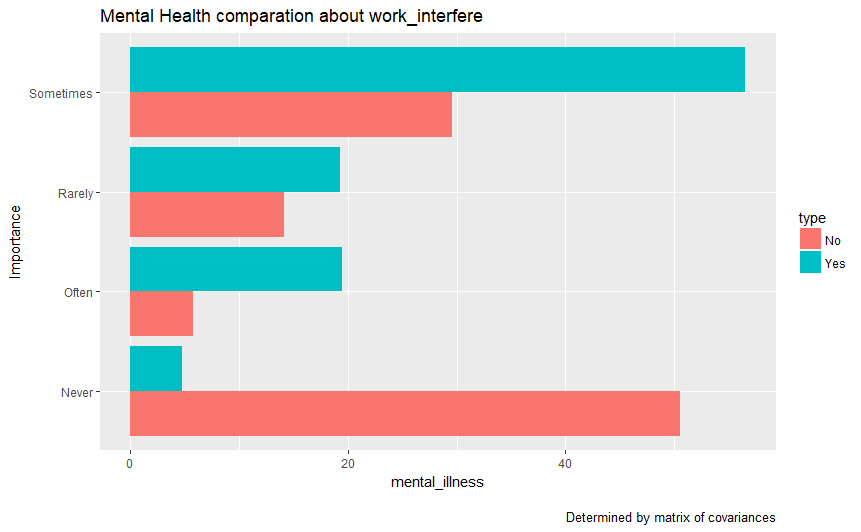 Mental Health comparation about work_interfere
Importance
Sometimes
Rarely
Often
Never
0 20 40
mental_illness
type
No
Yes
Determined by matrix of covariances